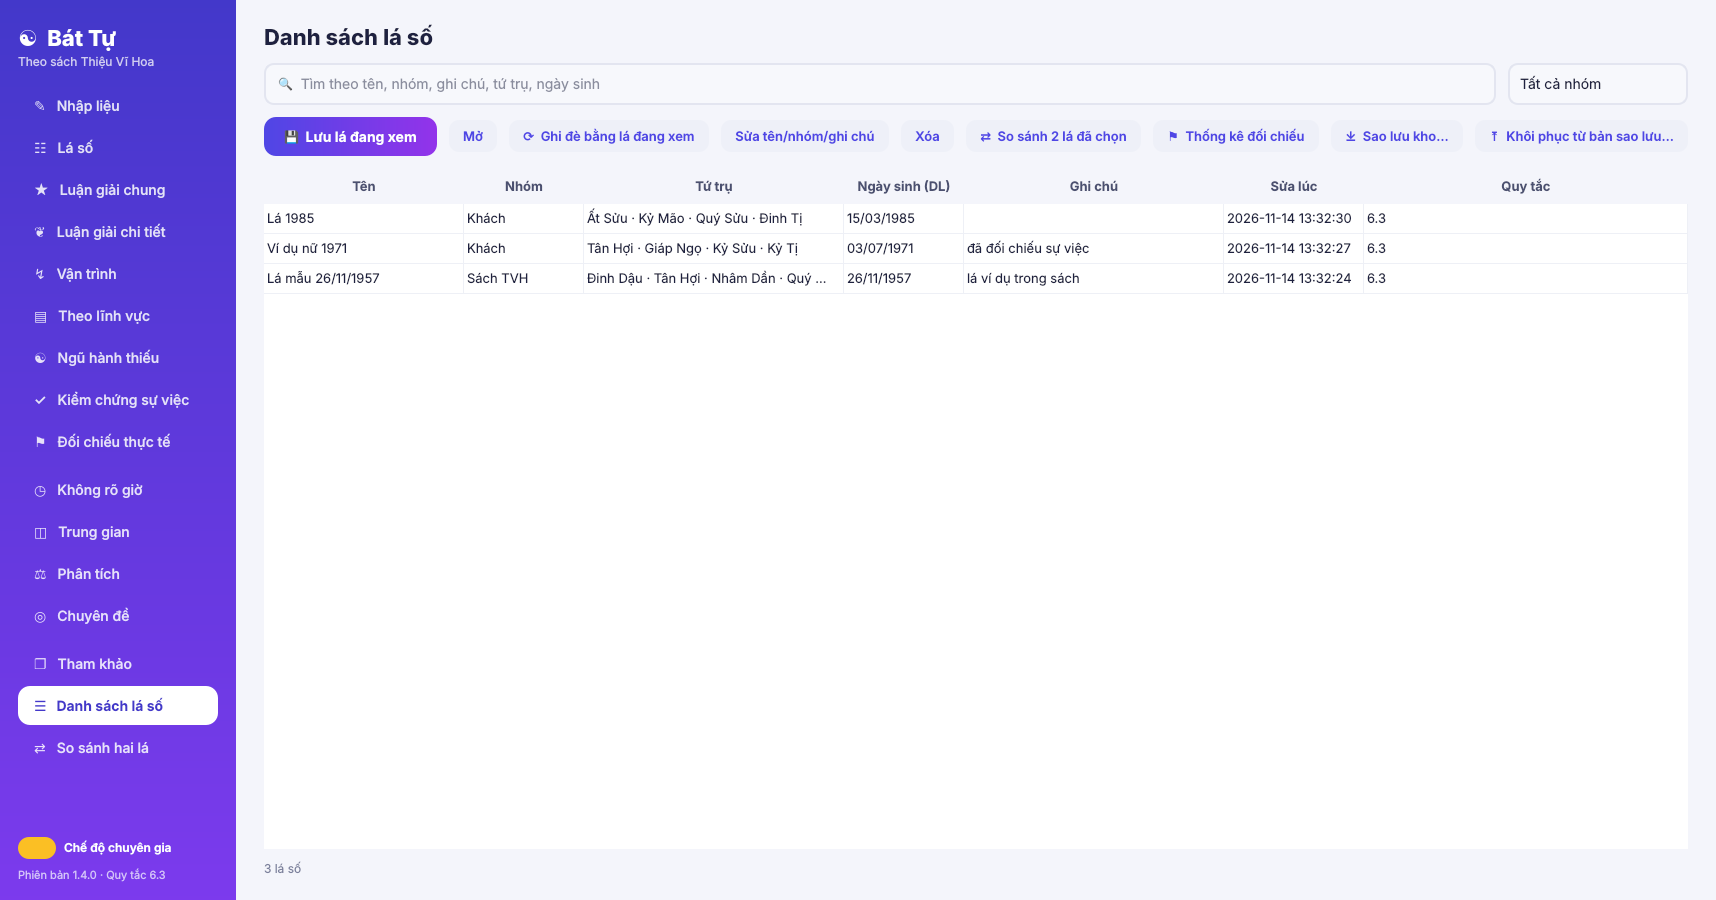 ☯ Bát Tự
Theo sách Thiệu Vĩ Hoa
✎ Nhập liệu
☷ Lá số
★ Luận giải chung
❦ Luận giải chi tiết
↯ Vận trình
▤ Theo lĩnh vực
☯ Ngũ hành thiếu
✓ Kiểm chứng sự việc
⚑ Đối chiếu thực tế
◷ Không rõ giờ
◫ Trung gian
⚖ Phân tích
◎ Chuyên đề
❐ Tham khảo
☰ Danh sách lá số
⇄ So sánh hai lá
Chế độ chuyên gia
Phiên bản 1.4.0 · Quy tắc 6.3
Danh sách lá số
🔍 Tìm theo tên, nhóm, ghi chú, tứ trụ, ngày sinh
Tất cả nhóm
💾 Lưu lá đang xem
Mở
⟳ Ghi đè bằng lá đang xem
Sửa tên/nhóm/ghi chú
Xóa
⇄ So sánh 2 lá đã chọn
⚑ Thống kê đối chiếu
Sao lưu kho...
Khôi phục từ bản sao lưu...
Tên Nhóm Tứ trụ Ngày sinh (DL) Ghi chú Sửa lúc Quy tắc
Lá 1985 Khách Ất Sửu · Kỷ Mão · Quý Sửu · Đinh Tị 15/03/1985 2026-11-14 13:32:30 6.3
Ví dụ nữ 1971 Khách Tân Hợi · Giáp Ngọ · Kỷ Sửu · Kỷ Tị 03/07/1971 đã đối chiếu sự việc 2026-11-14 13:32:27 6.3
Lá mẫu 26/11/1957 Sách TVH Đinh Dậu · Tân Hợi · Nhâm Dần · Quý ... 26/11/1957 lá ví dụ trong sách 2026-11-14 13:32:24 6.3
3 lá số